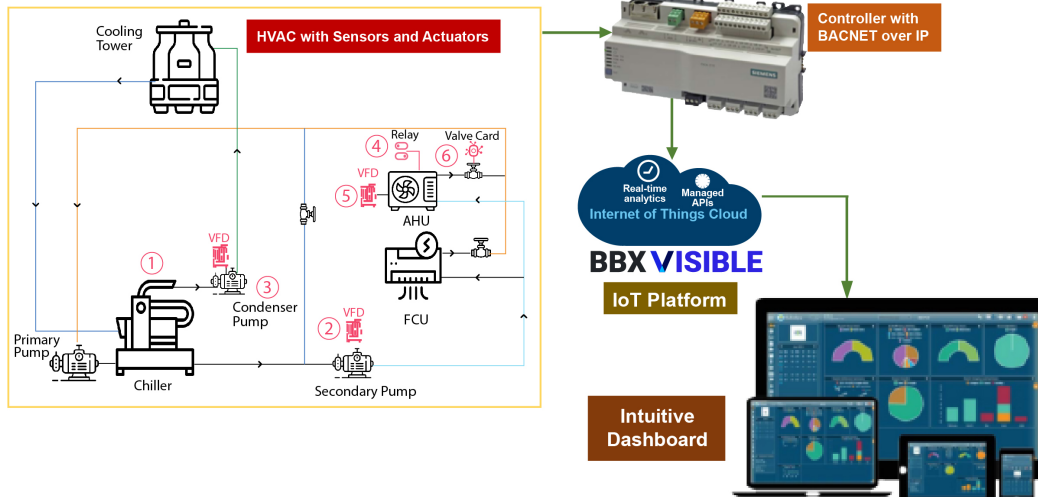 Cooling
Tower
HVAC with Sensors and Actuators
Controller with
BACNET over IP
SIEMENS
Relay
Valve Card
4
6
VFD
5
AHU
Real-time
analytics
Managed
APIs
Internet of Things Cloud
BBX VISIBLE
IoT Platform
VFD
1
3
Condenser
Pump
FCU
VFD
2
Primary
Pump
Chiller
Secondary Pump
Intuitive
Dashboard